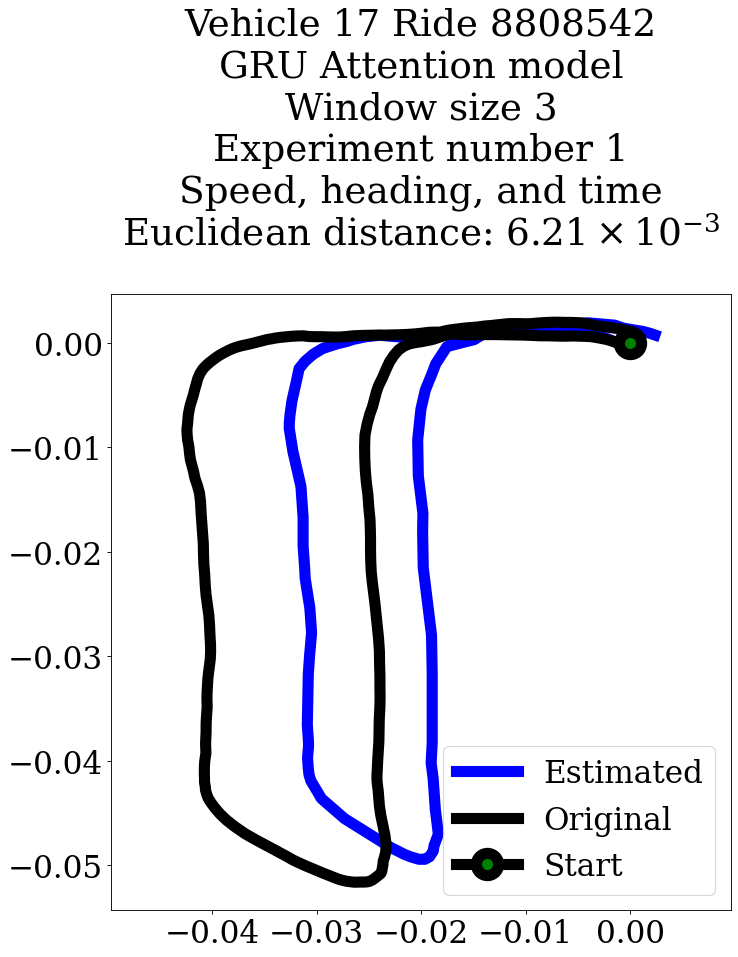 Vehicle 17 Ride 8808542
GRU Attention model
Window size 3
Experiment number 1
Speed, heading, and time
Euclidean distance: 6.21 × 10⁻³
0.00
−0.01
−0.02
−0.03
−0.04
−0.05
Estimated
Original
Start
−0.04 −0.03 −0.02 −0.01 0.00